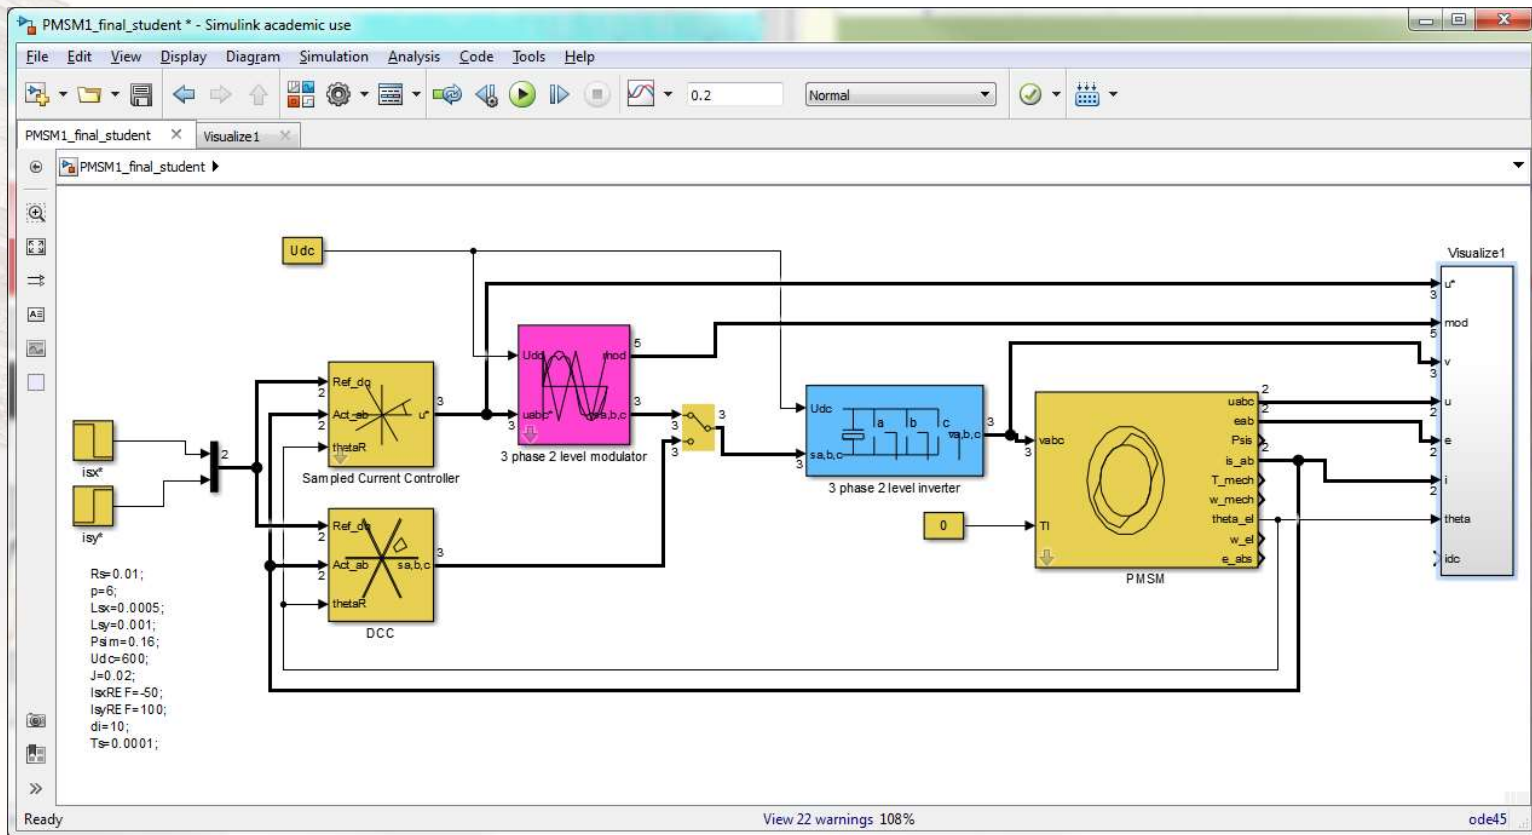 PMSM1_final_student * - Simulink academic use
File Edit View Display Diagram Simulation Analysis Code Tools Help
0.2 Normal
PMSM1_final_student Visualize1
PMSM1_final_student
Udc
Visualize1
u*
3
mod
5
v
3
u
2
e
2
i
2
theta
idc
Udc mod 5
uabc* sa,b,c 3
3
3 phase 2 level modulator
Ref_dq
2
Act_ab u* 3
2
thetaR
Sampled Current Controller
3
3
3
isx*
isy*
2
Ref_dq
2
Act_ab sa,b,c 3
2
thetaR
DCC
Udc
a b c
va,b,c 3
sa,b,c
3
3 phase 2 level inverter
0
vabc
3
Tl
uabc 2
eab 2
Psis
is_ab 2
T_mech
w_mech
theta_el
w_el
e_abs
PMSM
Rs=0.01;
p=6;
Lsx=0.0005;
Lsy=0.001;
Psim=0.16;
Udc=600;
J=0.02;
IsxREF=-50;
IsyREF=100;
di=10;
Ts=0.0001;
Ready View 22 warnings 108% ode45